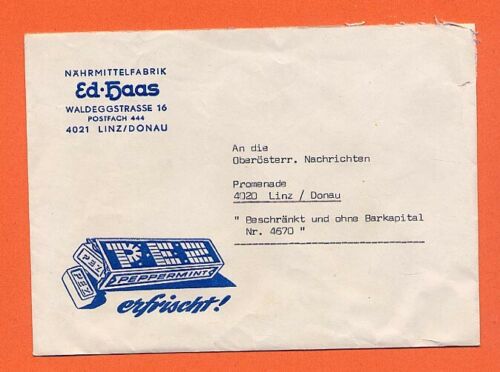 NÄHRMITTELFABRIK
Ed·Haas
WALDEGGSTRASSE 16
POSTFACH 444
4021 LINZ/DONAU
An die
Oberösterr. Nachrichten
Promenade
4020 Linz / Donau
" Beschränkt und ohne Barkapital
Nr. 4670 "
PEZ
PEPPERMINT
PEZ
PEZ
erfrischt!